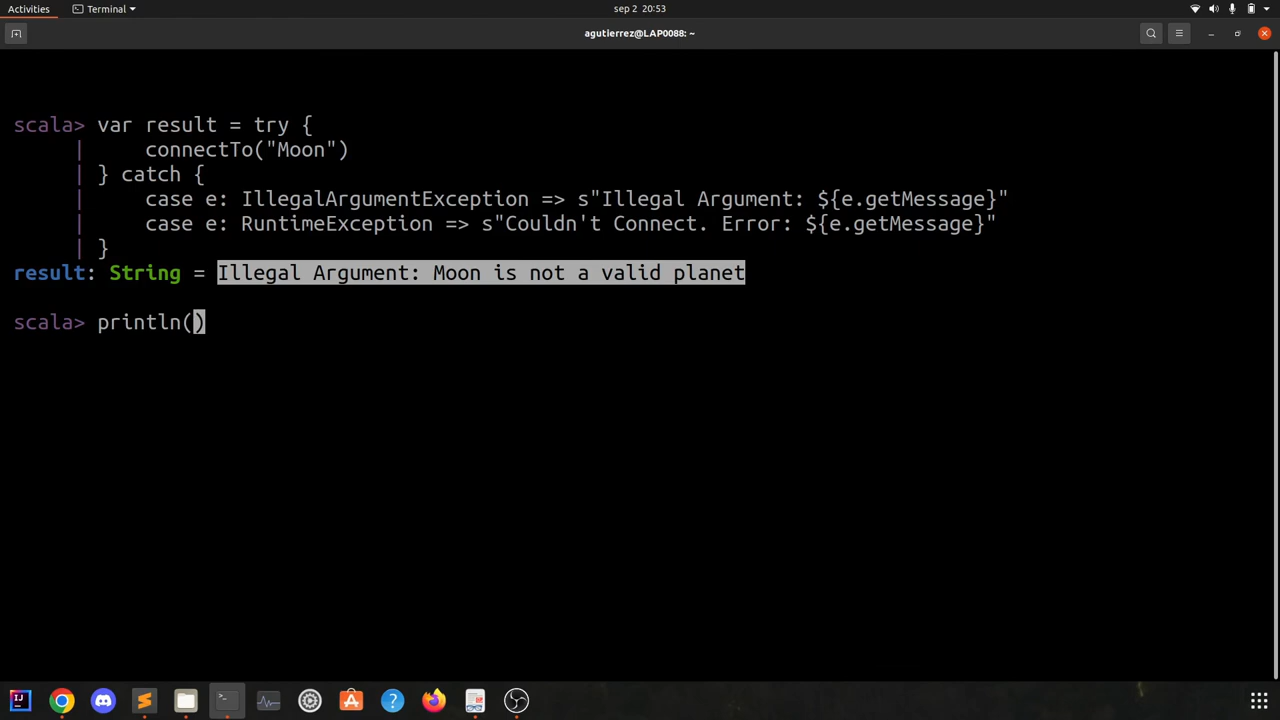 Activities Terminal sep 2 20:53
agutierrez@LAP0088: ~
scala> var result = try {
| connectTo("Moon")
| } catch {
| case e: IllegalArgumentException => s"Illegal Argument: ${e.getMessage}"
| case e: RuntimeException => s"Couldn't Connect. Error: ${e.getMessage}"
| }
result: String = Illegal Argument: Moon is not a valid planet
scala> println()